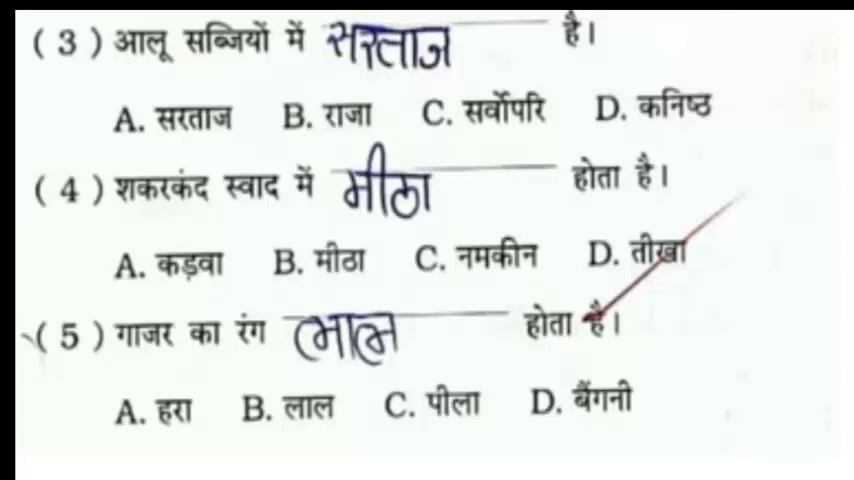 ( 3 ) आलू सब्जियों में सरताज है।
A. सरताज B. राजा C. सर्वोपरि D. कनिष्ठ
( 4 ) शकरकंद स्वाद में मीठा होता है।
A. कड़वा B. मीठा C. नमकीन D. तीखा
( 5 ) गाजर का रंग लाल होता है।
A. हरा B. लाल C. पीला D. बैंगनी